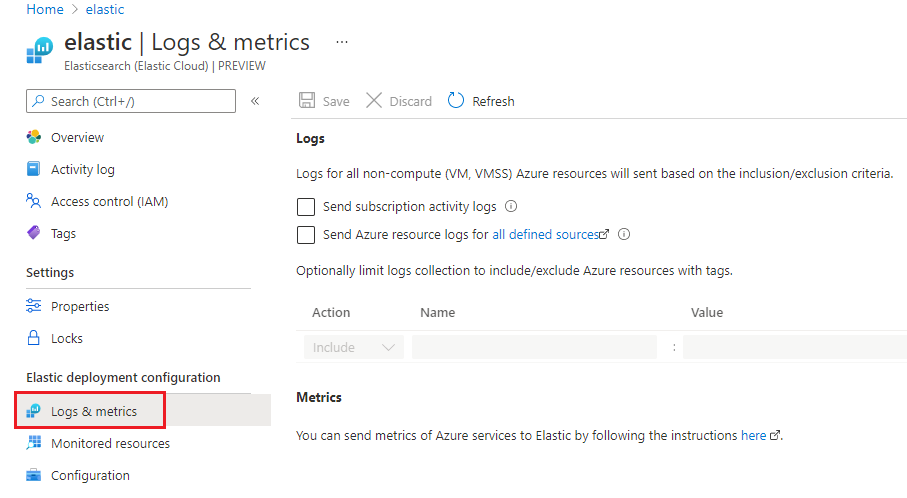 Home > elastic
elastic | Logs & metrics ...
Elasticsearch (Elastic Cloud) | PREVIEW
Search (Ctrl+/) «
Overview
Activity log
Access control (IAM)
Tags
Settings
Properties
Locks
Elastic deployment configuration
Logs & metrics
Monitored resources
Configuration
Save Discard Refresh
Logs
Logs for all non-compute (VM, VMSS) Azure resources will sent based on the inclusion/exclusion criteria.
Send subscription activity logs
Send Azure resource logs for all defined sources
Optionally limit logs collection to include/exclude Azure resources with tags.
Action Name Value
Include :
Metrics
You can send metrics of Azure services to Elastic by following the instructions here.